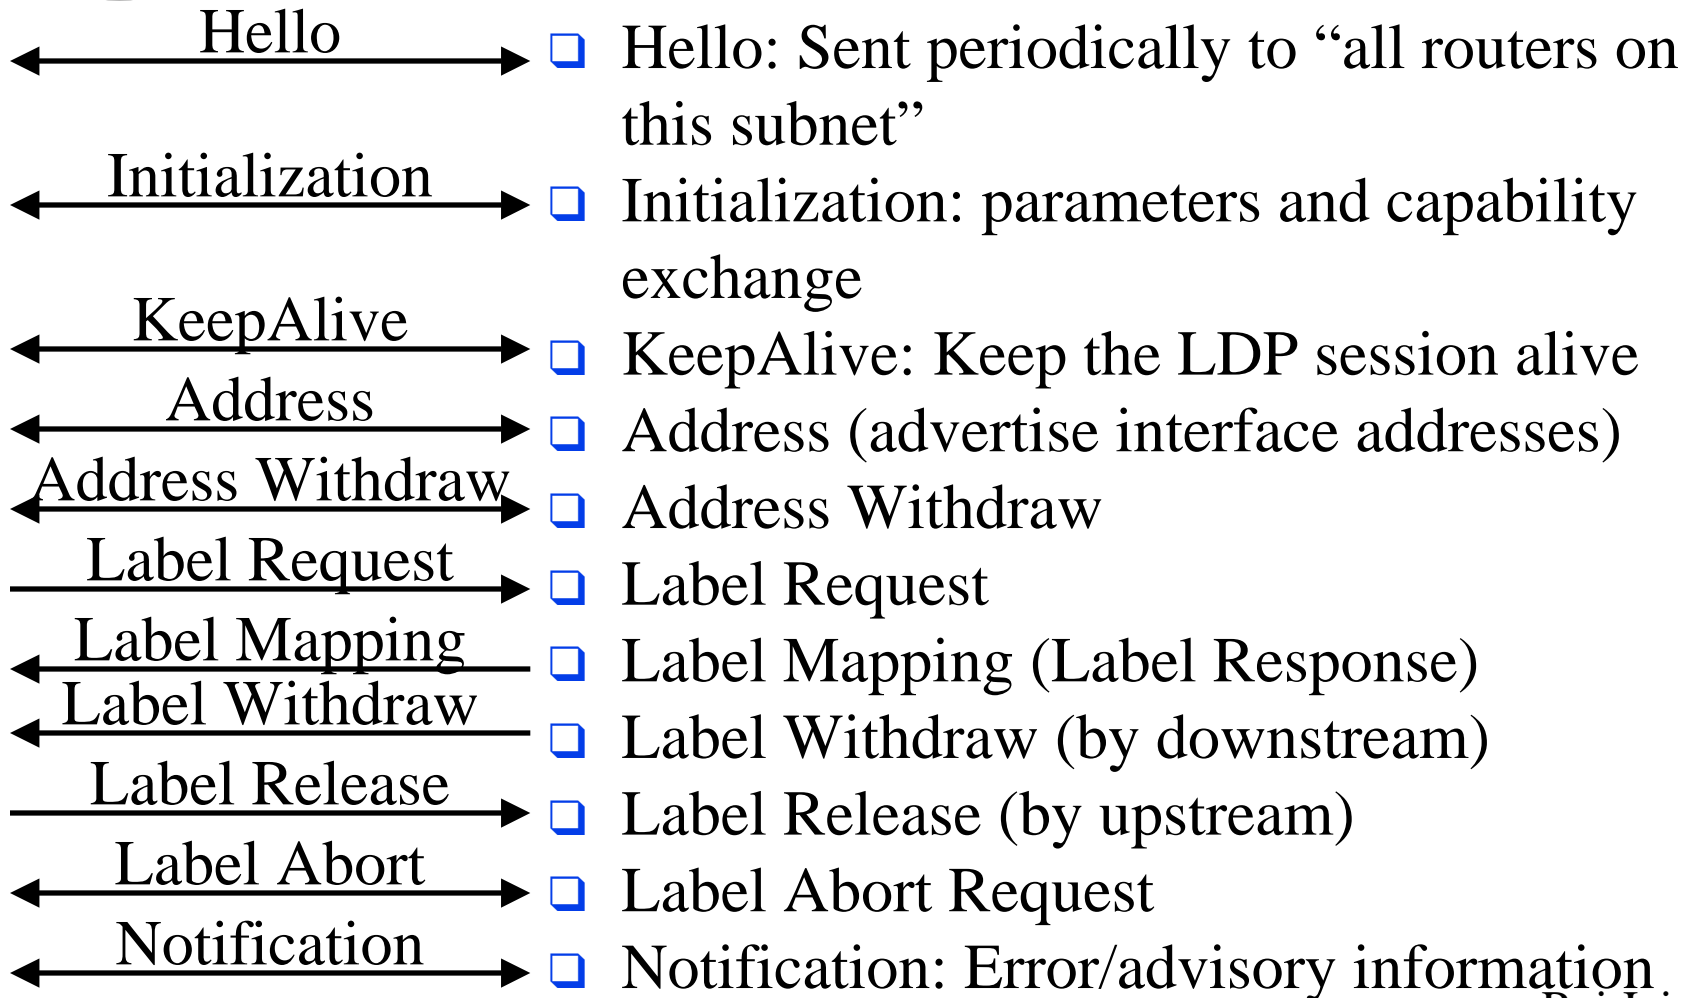 Hello
Initialization
KeepAlive
Address
Address Withdraw
Label Request
Label Mapping
Label Withdraw
Label Release
Label Abort
Notification
Hello: Sent periodically to “all routers on
this subnet”
Initialization: parameters and capability
exchange
KeepAlive: Keep the LDP session alive
Address (advertise interface addresses)
Address Withdraw
Label Request
Label Mapping (Label Response)
Label Withdraw (by downstream)
Label Release (by upstream)
Label Abort Request
Notification: Error/advisory information